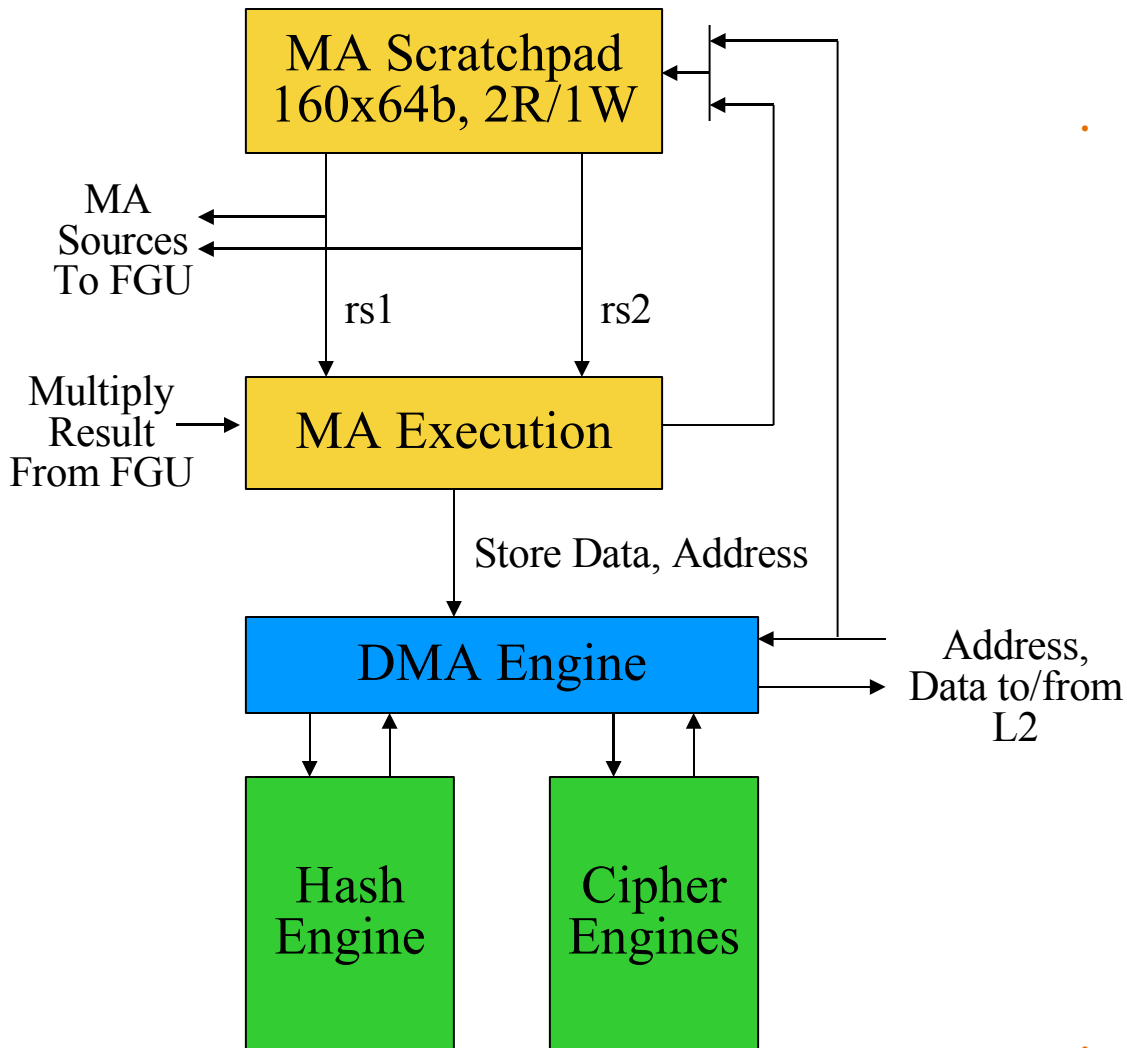 MA Scratchpad
160x64b, 2R/1W
MA
Sources
To FGU
rs1
rs2
Multiply
Result
From FGU
MA Execution
Store Data, Address
DMA Engine
Address,
Data to/from
L2
Hash
Engine
Cipher
Engines